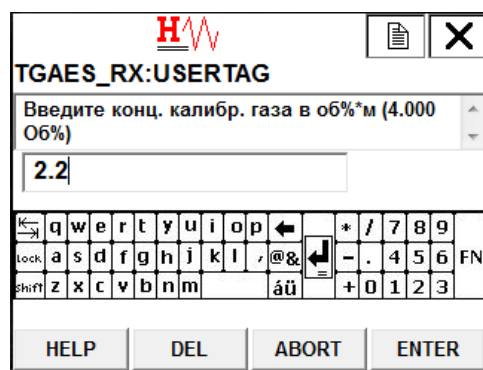 H
TGAES_RX:USERTAG
Введите конц. калибр. газа в об%*м (4.000
Об%)
2.2
q w e r t y u i o p * / 7 8 9
Lock a s d f g h j k l , @& - . 4 5 6 FN
shift z x c v b n m áü = + 0 1 2 3
HELP DEL ABORT ENTER